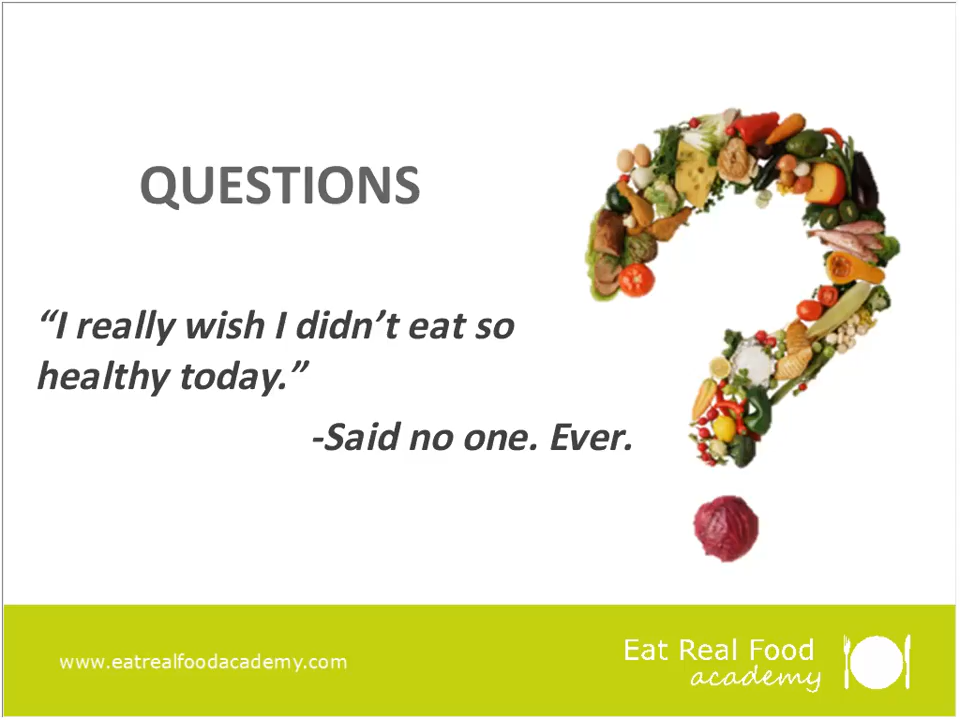 QUESTIONS
“I really wish I didn’t eat so
healthy today.”
-Said no one. Ever.
www.eatrealfoodacademy.com
Eat Real Food
academy